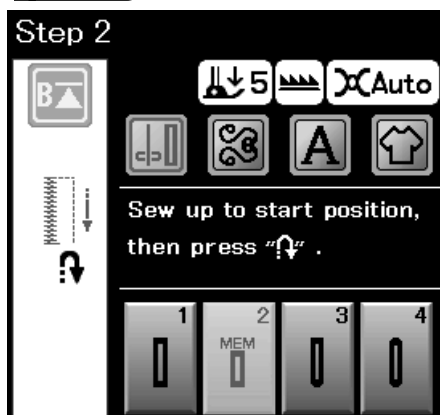 Step 2
B
5
Auto
A
Sew up to start position,
then press “ ” .
1 2 3 4
MEM